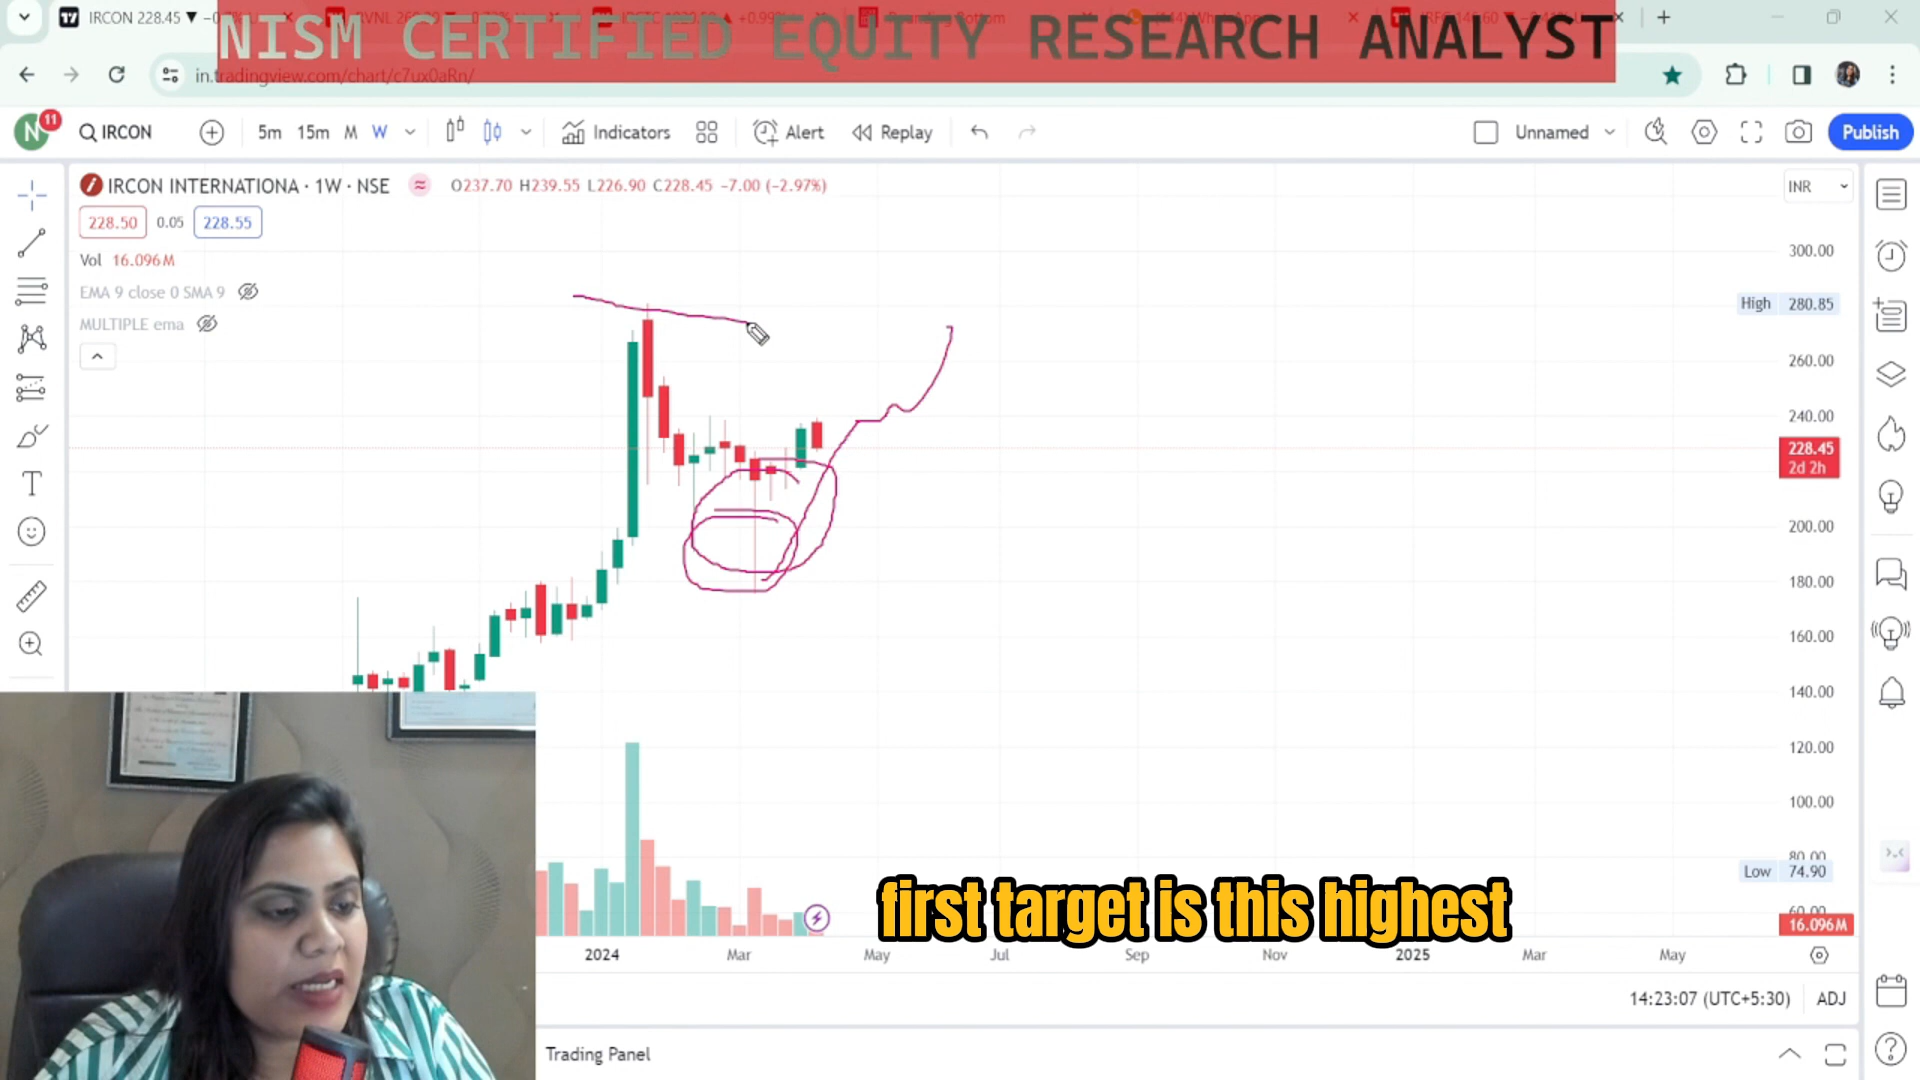 IRCON 228.45 ▼
NISM CERTIFIED EQUITY RESEARCH ANALYST
in.tradingview.com/chart/c7ux0aRn/
N
11
IRCON
5m 15m M W
Indicators
Alert
Replay
Unnamed
Publish
IRCON INTERNATIONA · 1W · NSE
O237.70 H239.55 L226.90 C228.45 -7.00 (-2.97%)
INR
228.50 0.05 228.55
Vol 16.096M
EMA 9 close 0 SMA 9
MULTIPLE ema
300.00
High 280.85
260.00
240.00
228.45
2d 2h
200.00
180.00
160.00
140.00
120.00
100.00
80.00
Low 74.90
60.00
16.096M
first target is this highest
2024 Mar May Jul Sep Nov 2025 Mar May
14:23:07 (UTC+5:30) ADJ
Trading Panel